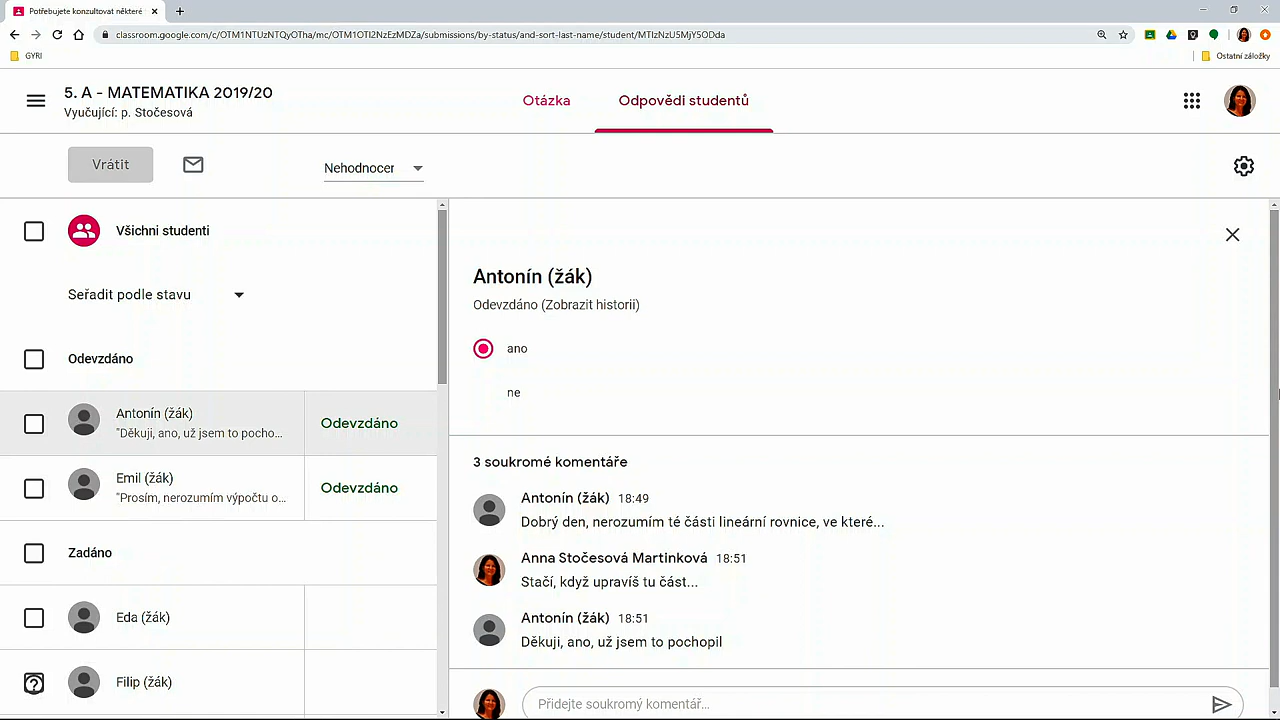 Potřebujete konzultovat některé
classroom.google.com/c/OTM1NTUzNTQyOTha/mc/OTM1OTI2NzEzMDZa/submissions/by-status/and-sort-last-name/student/MTIzNzU5MjY5ODda
GYRI
Ostatní záložky
5. A - MATEMATIKA 2019/20
Vyučující: p. Stočesová
Otázka
Odpovědi studentů
Vrátit
Nehodnocer
Všichni studenti
Seřadit podle stavu
Odevzdáno
Antonín (žák)
"Děkuji, ano, už jsem to pocho...
Odevzdáno
Emil (žák)
"Prosím, nerozumím výpočtu o...
Odevzdáno
Zadáno
Eda (žák)
Filip (žák)
Antonín (žák)
Odevzdáno (Zobrazit historii)
ano
ne
3 soukromé komentáře
Antonín (žák) 18:49
Dobrý den, nerozumím té části lineární rovnice, ve které...
Anna Stočesová Martinková 18:51
Stačí, když upravíš tu část...
Antonín (žák) 18:51
Děkuji, ano, už jsem to pochopil
Přidejte soukromý komentář...